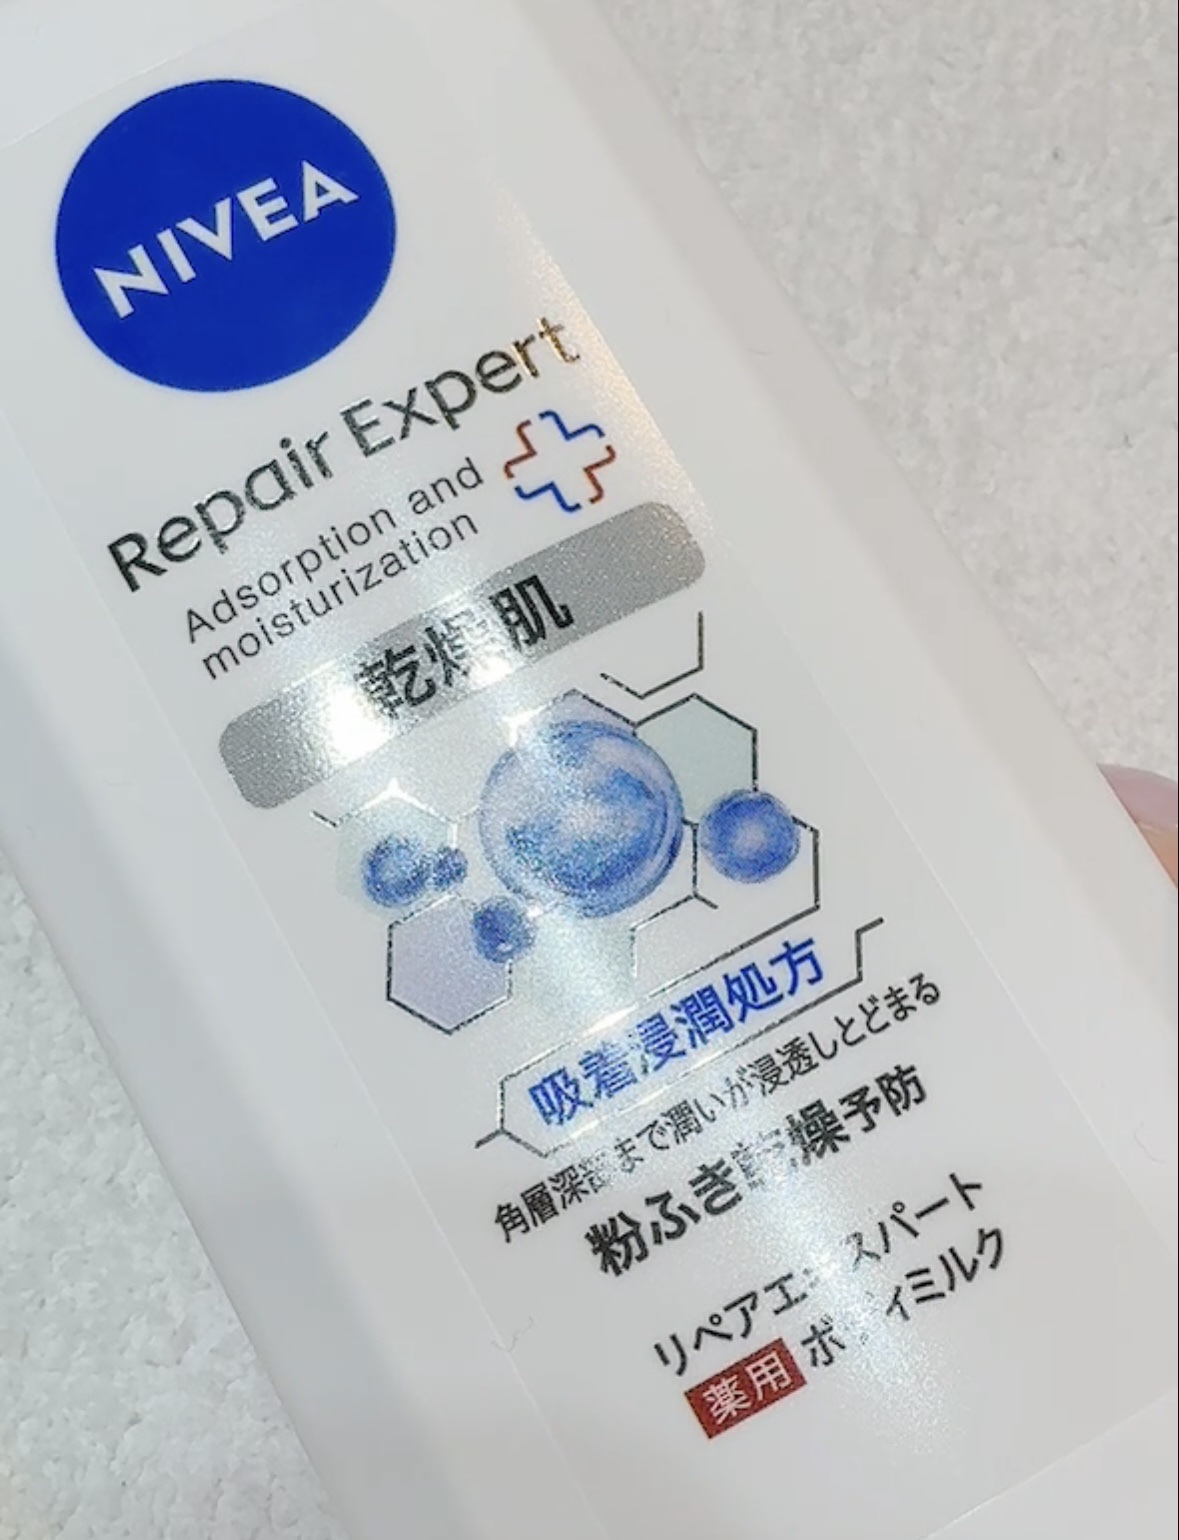 NIVEA
Repair Expert
Adsorption and
moisturization
乾燥肌
吸着浸潤処方
角層深部まで潤いが浸透しとどまる
粉ふき乾燥予防
リペアエキスパート
薬用 ボディミルク